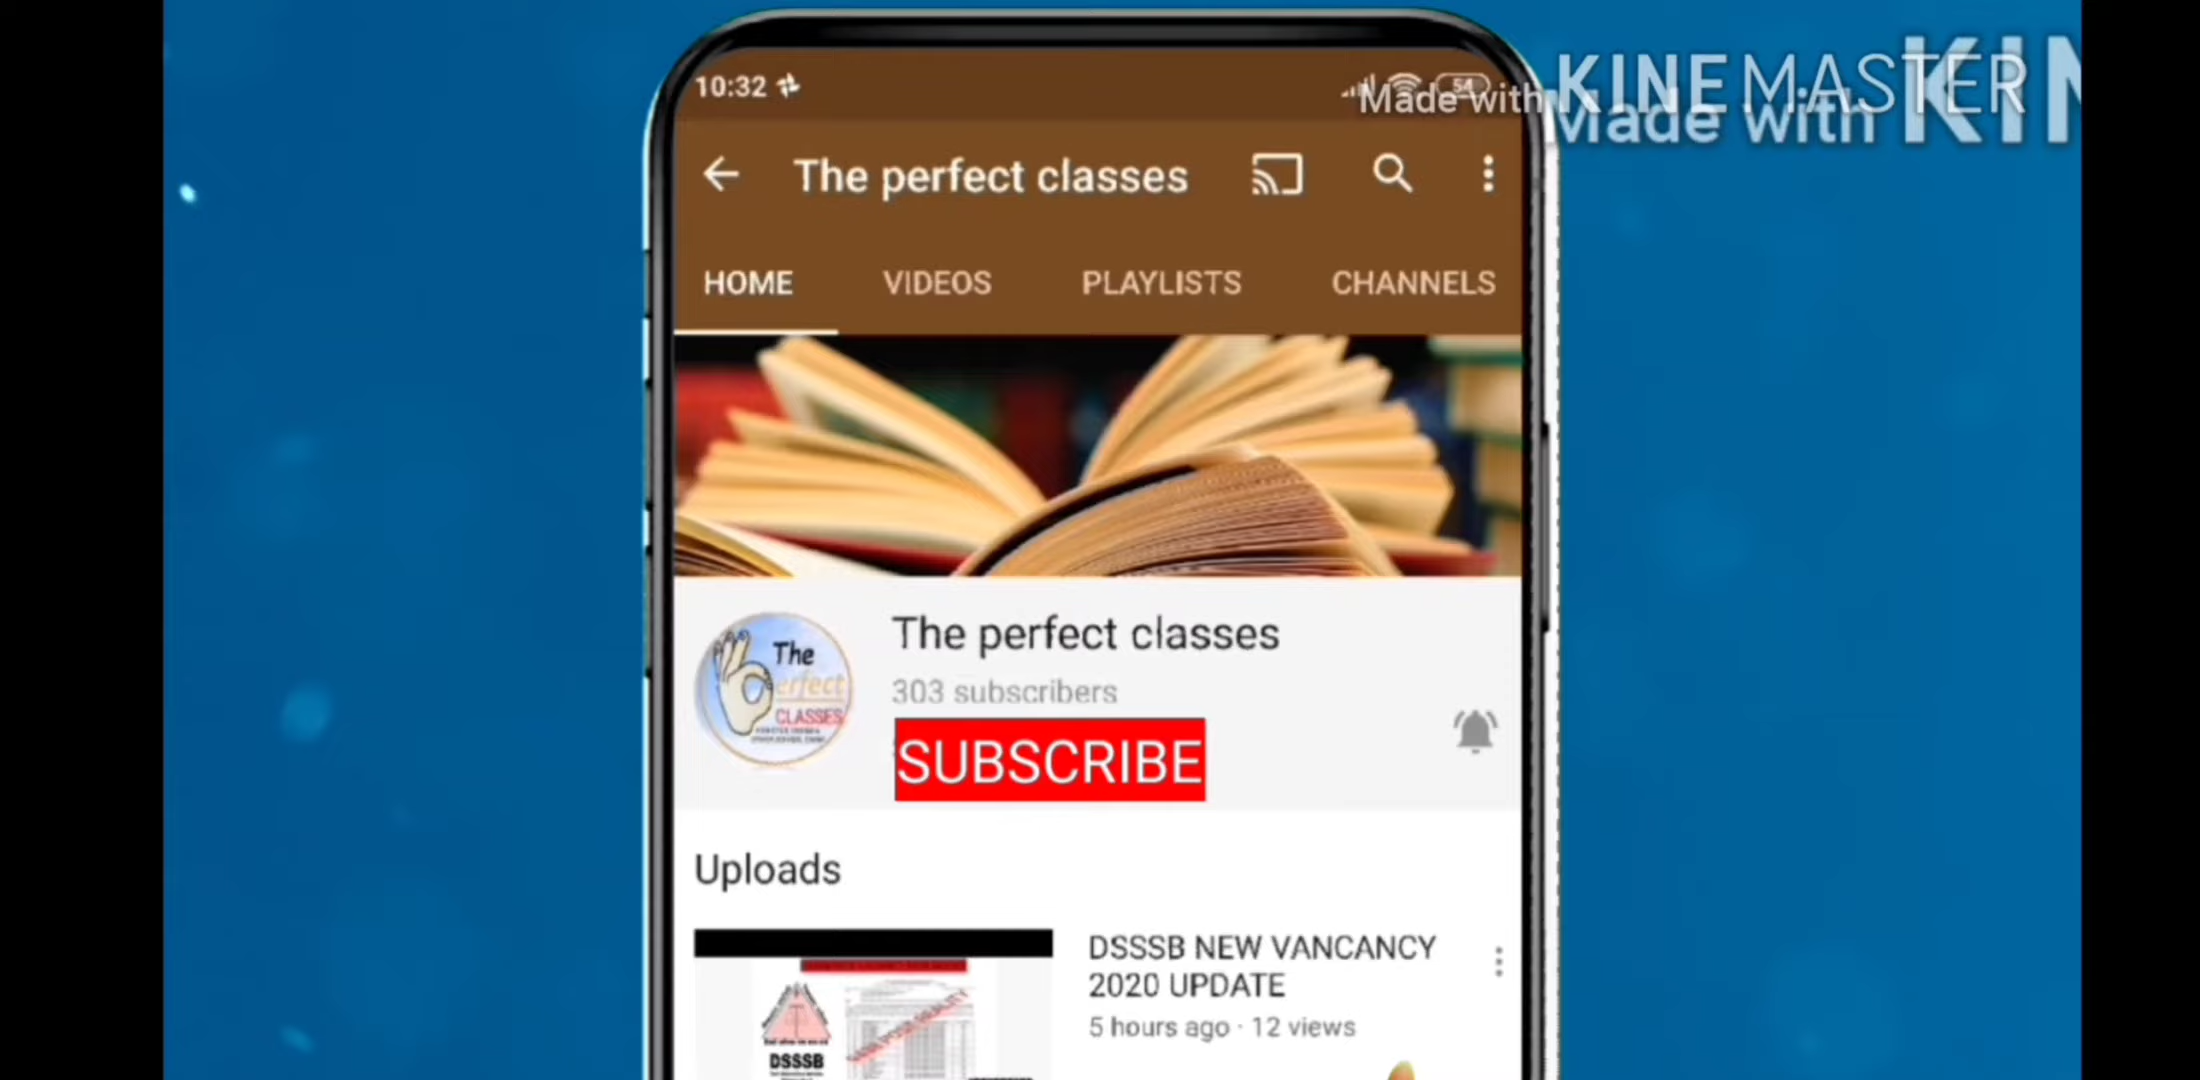 10:32
54
Made with KINEMASTER
Made with KIN
The perfect classes
HOME VIDEOS PLAYLISTS CHANNELS
The
erfect
CLASSES
The perfect classes
303 subscribers
SUBSCRIBE
Uploads
DSSSB NEW VANCANCY
2020 UPDATE
5 hours ago · 12 views
DSSSB